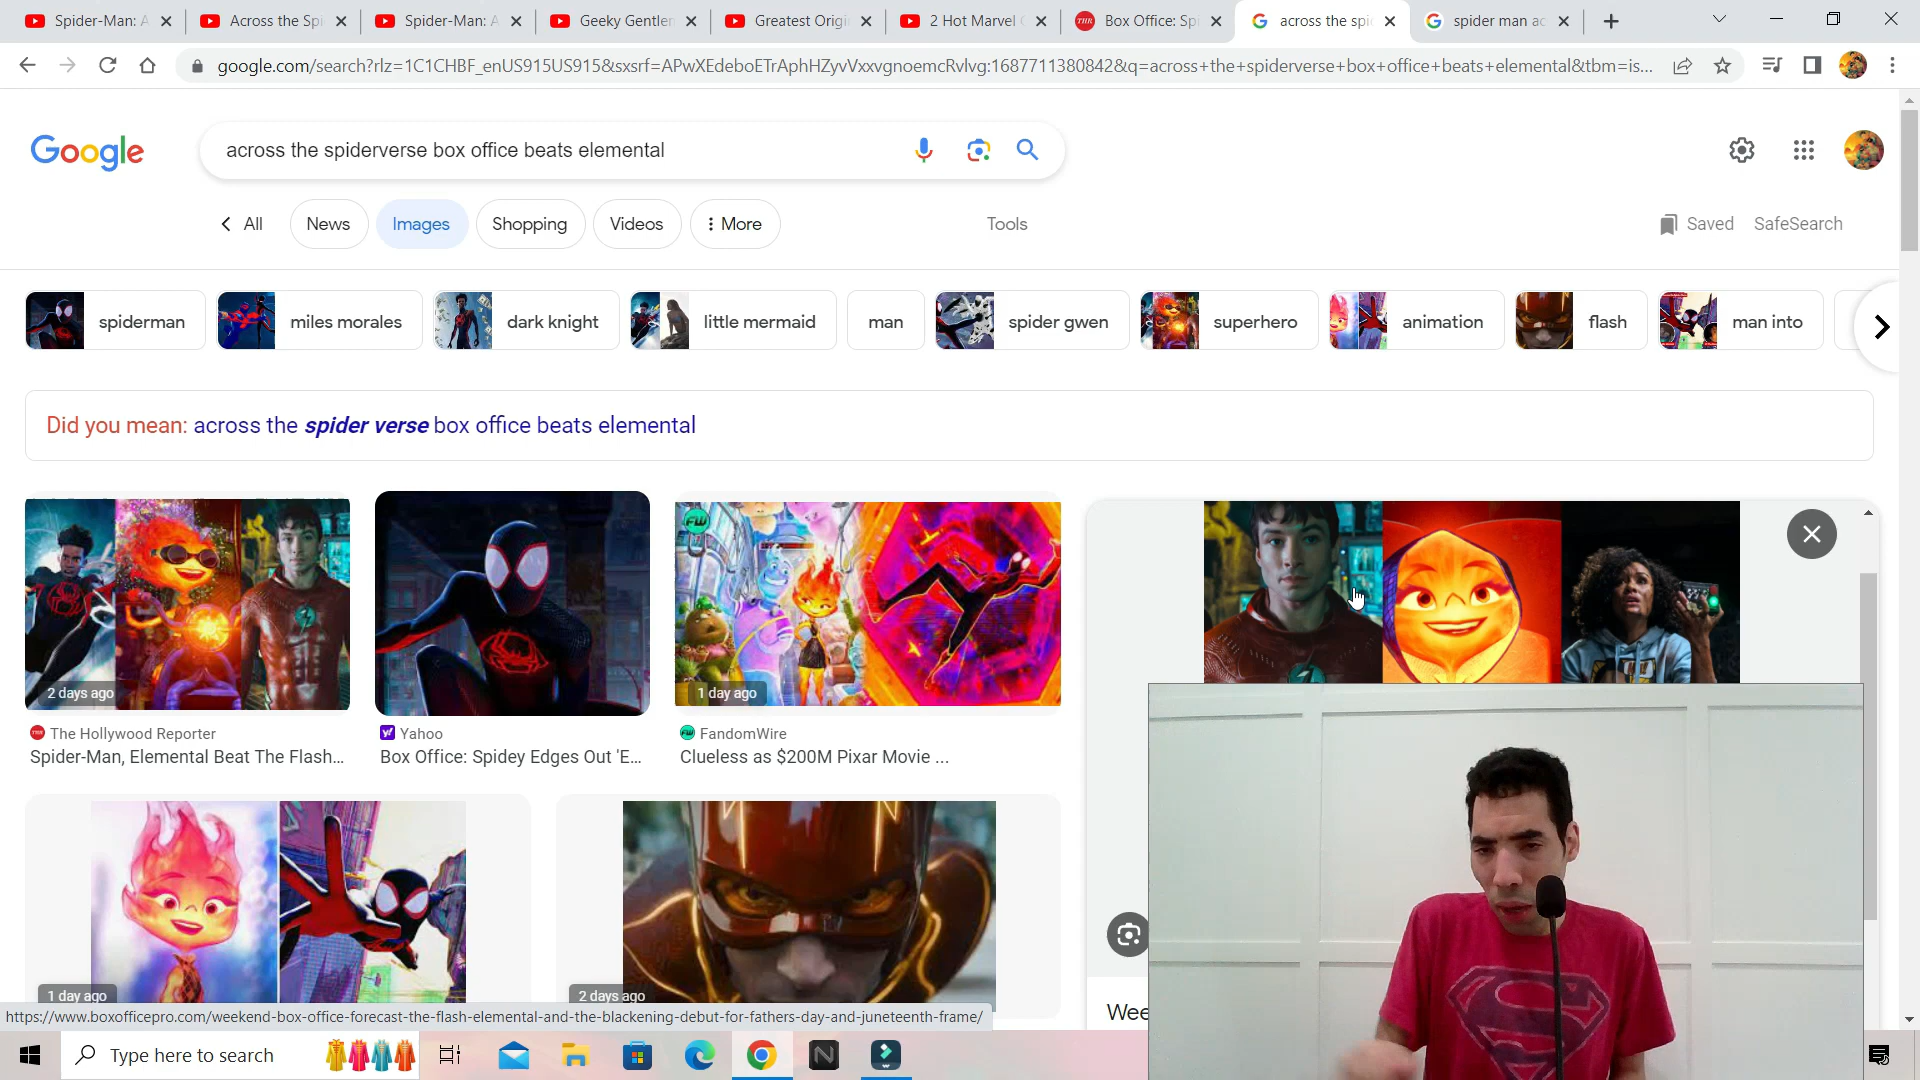 Spider-Man: A
Across the Spi
Spider-Man: A
Geeky Gentlen
Greatest Origi
2 Hot Marvel
Box Office: Sp
across the spi
spider man ac
google.com/search?rlz=1C1CHBF_enUS915US915&sxsrf=APwXEdeboETrAphHZyvVxxvgnoemcRvlvg:1687711380842&q=across+the+spiderverse+box+office+beats+elemental&tbm=is...
Google
across the spiderverse box office beats elemental
All
News
Images
Shopping
Videos
More
Tools
Saved
SafeSearch
spiderman
miles morales
dark knight
little mermaid
man
spider gwen
superhero
animation
flash
man into
Did you mean: across the spider verse box office beats elemental
FW
2 days ago
1 day ago
The Hollywood Reporter
Yahoo
FandomWire
Spider-Man, Elemental Beat The Flash...
Box Office: Spidey Edges Out 'E...
Clueless as $200M Pixar Movie ...
1 day ago
2 days ago
Wee
https://www.boxofficepro.com/weekend-box-office-forecast-the-flash-elemental-and-the-blackening-debut-for-fathers-day-and-juneteenth-frame/
Type here to search